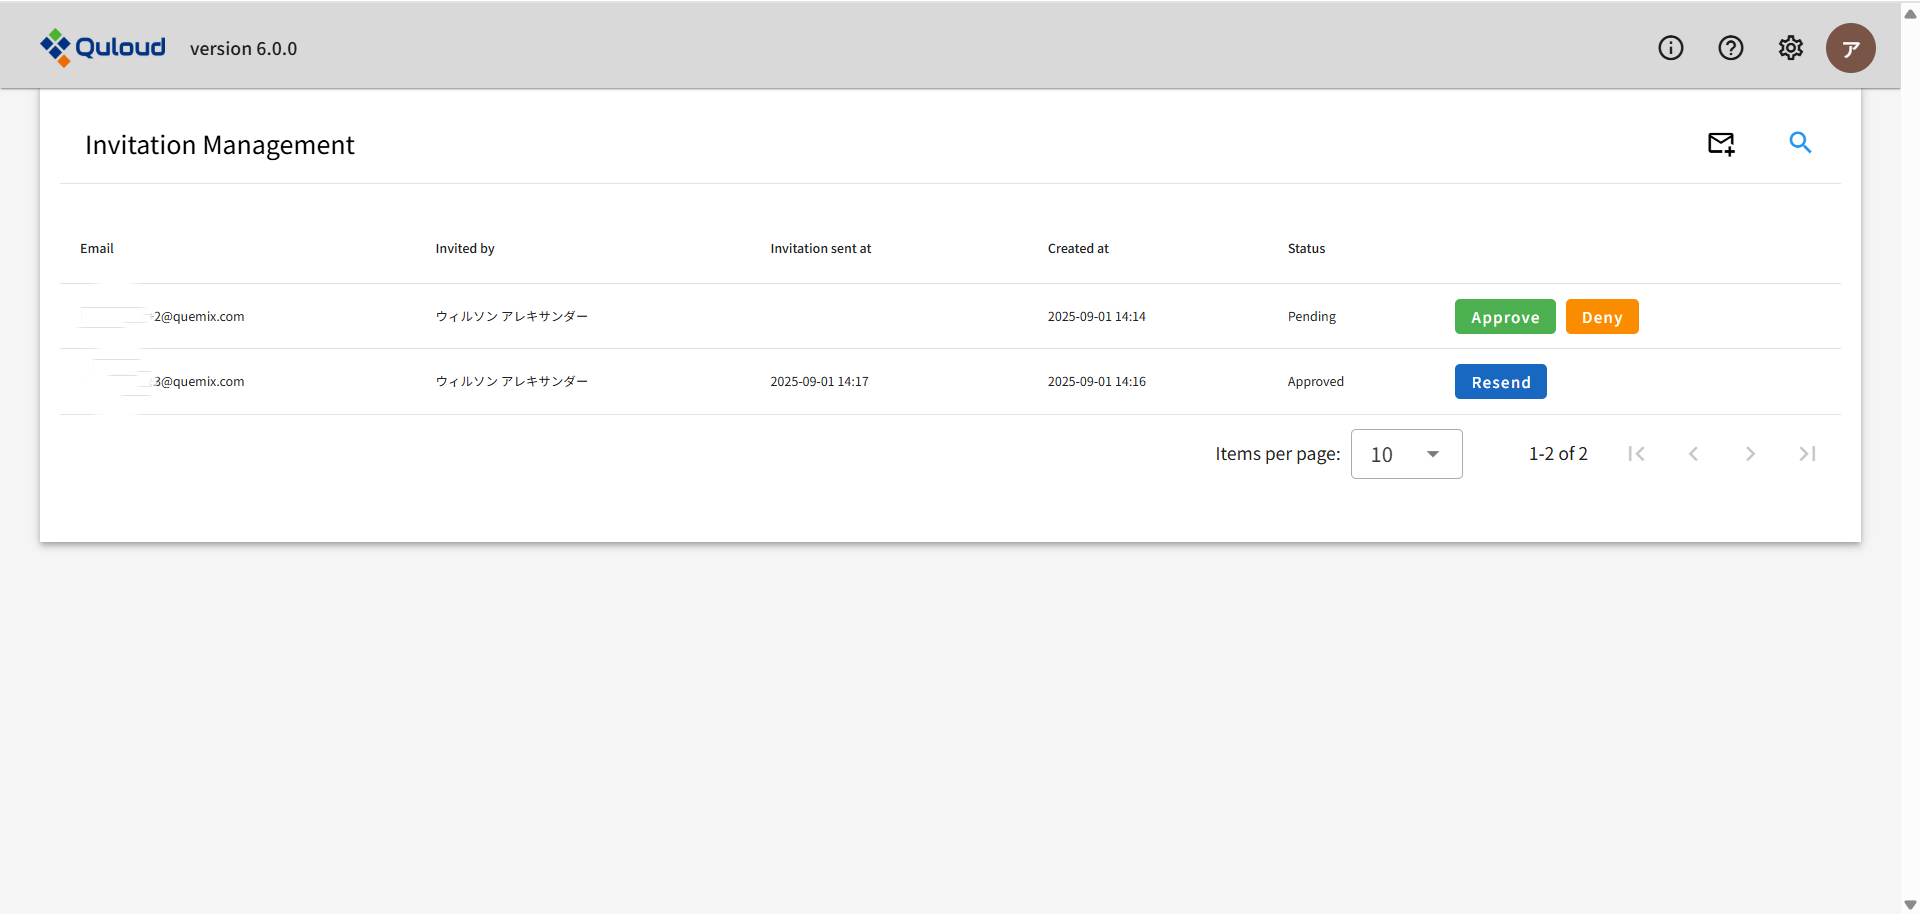 Quloud version 6.0.0 ア
Invitation Management
Email Invited by Invitation sent at Created at Status
2@quemix.com ウィルソン アレキサンダー 2025-09-01 14:14 Pending Approve Deny
3@quemix.com ウィルソン アレキサンダー 2025-09-01 14:17 2025-09-01 14:16 Approved Resend
Items per page: 10 1-2 of 2